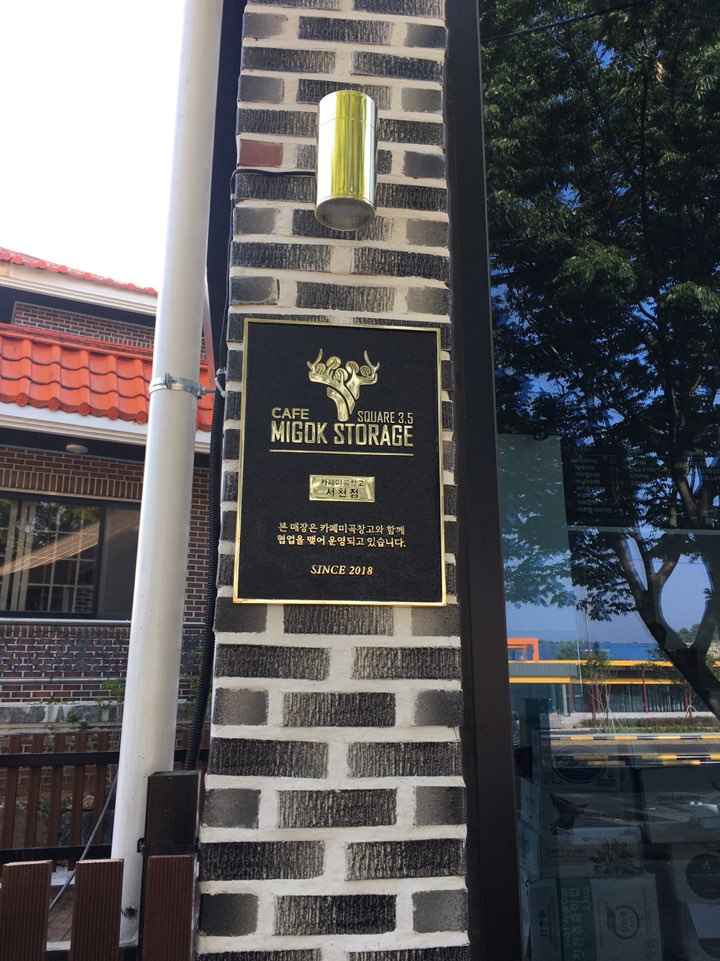 CAFE SQUARE 3.5
MIGOK STORAGE
카페미곡창고
서천점
본 매장은 카페미곡창고와 함께
협업을 맺어 운영되고 있습니다.
SINCE 2018
CAFFE MUSEO